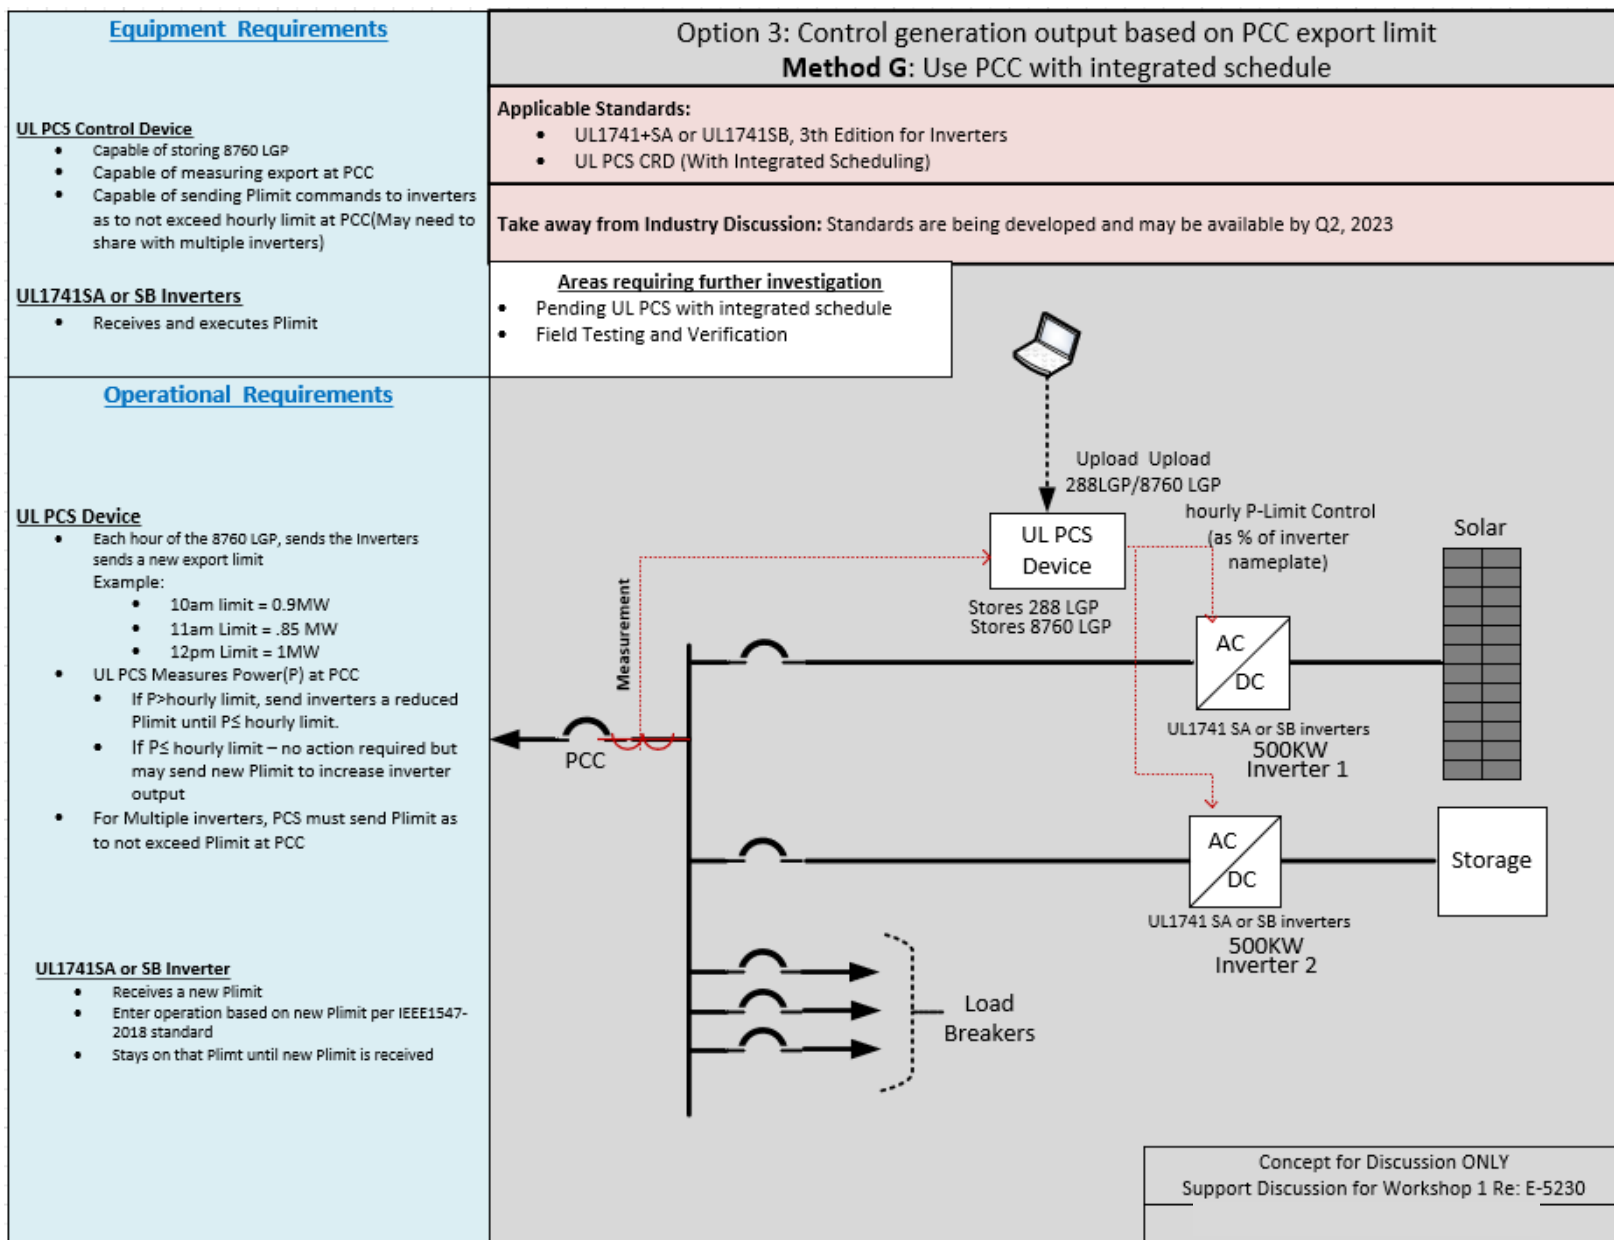 Equipment Requirements
UL PCS Control Device
• Capable of storing 8760 LGP
• Capable of measuring export at PCC
• Capable of sending Plimit commands to inverters
as to not exceed hourly limit at PCC(May need to
share with multiple inverters)
UL1741SA or SB Inverters
• Receives and executes Plimit
Operational Requirements
UL PCS Device
• Each hour of the 8760 LGP, sends the Inverters
sends a new export limit
Example:
• 10am limit = 0.9MW
• 11am Limit = .85 MW
• 12pm Limit = 1MW
• UL PCS Measures Power(P) at PCC
• If P>hourly limit, send inverters a reduced
Plimit until P≤ hourly limit.
• If P≤ hourly limit – no action required but
may send new Plimit to increase inverter
output
• For Multiple inverters, PCS must send Plimit as
to not exceed Plimit at PCC
UL1741SA or SB Inverter
• Receives a new Plimit
• Enter operation based on new Plimit per IEEE1547-
2018 standard
• Stays on that Plimt until new Plimit is received
Option 3: Control generation output based on PCC export limit
Method G: Use PCC with integrated schedule
Applicable Standards:
• UL1741+SA or UL1741SB, 3th Edition for Inverters
• UL PCS CRD (With Integrated Scheduling)
Take away from Industry Discussion: Standards are being developed and may be available by Q2, 2023
Areas requiring further investigation
• Pending UL PCS with integrated schedule
• Field Testing and Verification
Upload Upload
288LGP/8760 LGP
hourly P-Limit Control
(as % of inverter
nameplate)
UL PCS
Device
Stores 288 LGP
Stores 8760 LGP
Solar
Measurement
AC
DC
UL1741 SA or SB inverters
500KW
Inverter 1
PCC
AC
DC
Storage
UL1741 SA or SB inverters
500KW
Inverter 2
Load
Breakers
Concept for Discussion ONLY
Support Discussion for Workshop 1 Re: E-5230